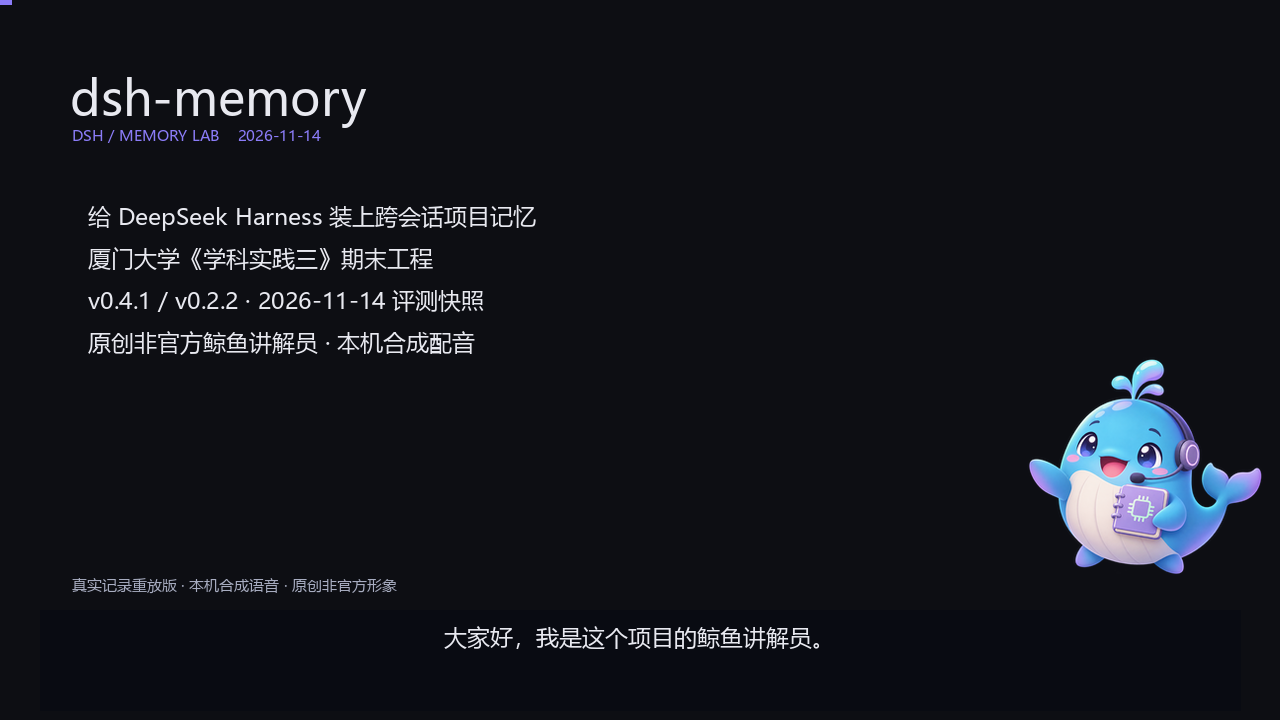 dsh-memory
DSH / MEMORY LAB 2026-11-14
给 DeepSeek Harness 装上跨会话项目记忆
厦门大学《学科实践三》期末工程
v0.4.1 / v0.2.2 · 2026-11-14 评测快照
原创非官方鲸鱼讲解员 · 本机合成配音
真实记录重放版 · 本机合成语音 · 原创非官方形象
大家好，我是这个项目的鲸鱼讲解员。